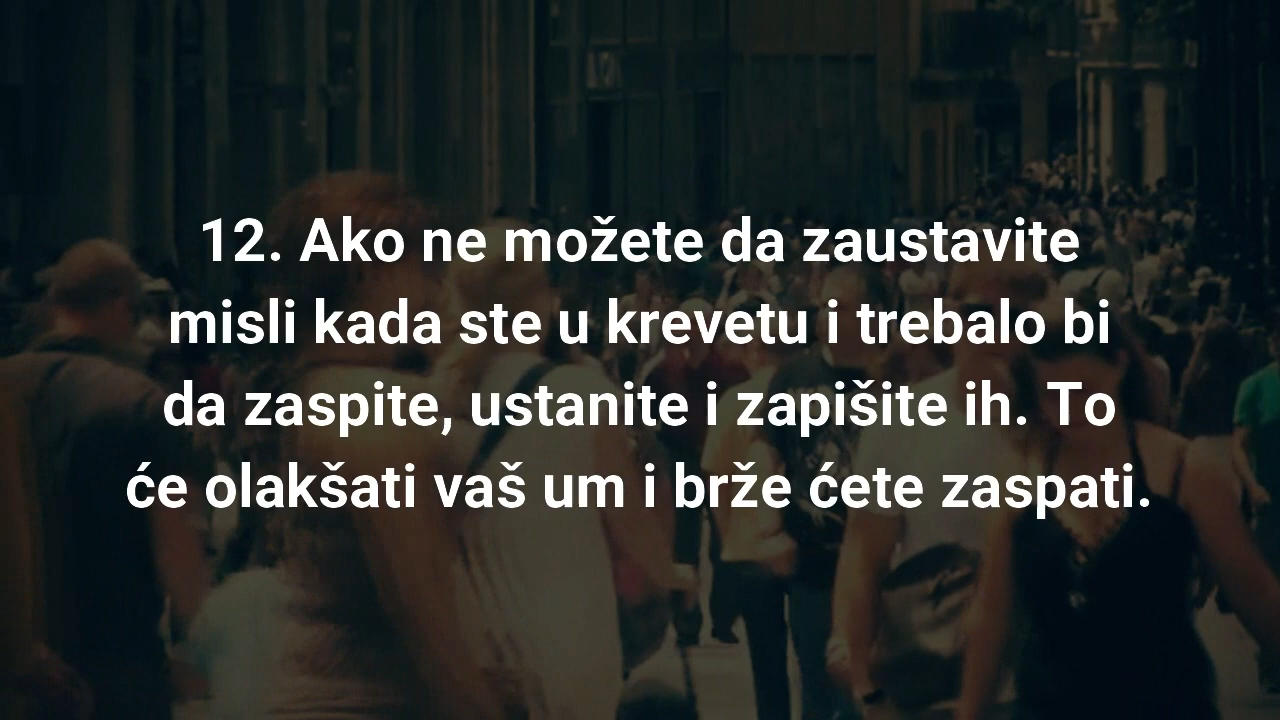 12. Ako ne možete da zaustavite
misli kada ste u krevetu i trebalo bi
da zaspite, ustanite i zapišite ih. To
će olakšati vaš um i brže ćete zaspati.